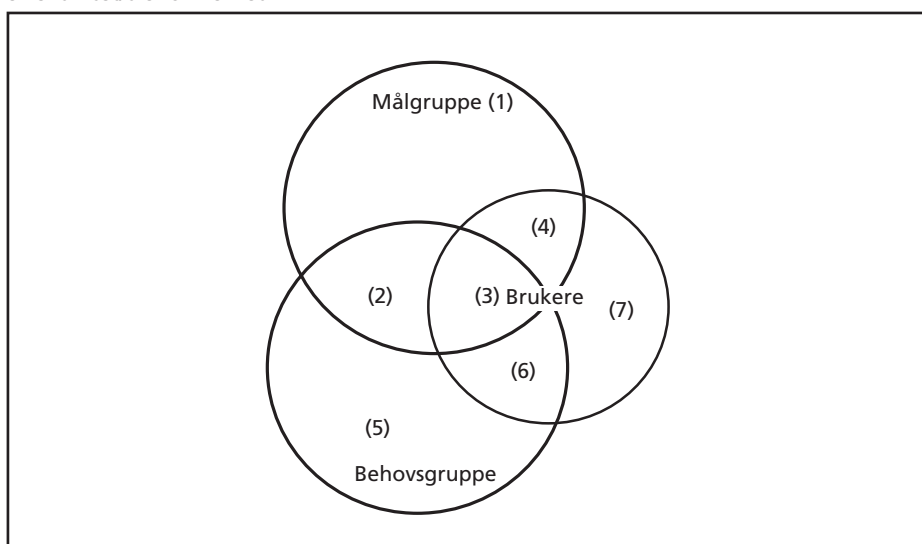 Målgruppe (1)
(4)
(2)
(3) Brukere
(7)
(6)
(5)
Behovsgruppe